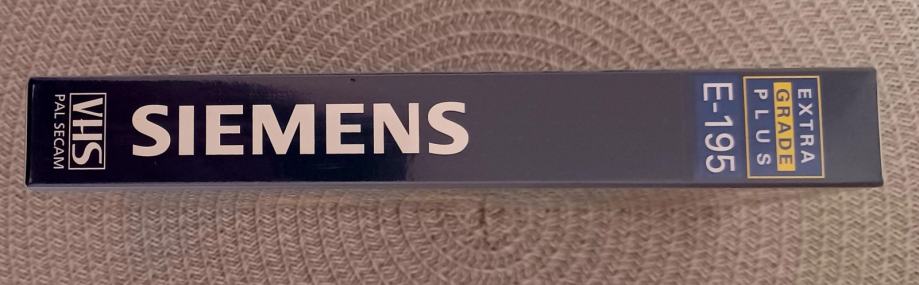 VHS
PAL SECAM
SIEMENS
E-195
EXTRA
GRADE
PLUS